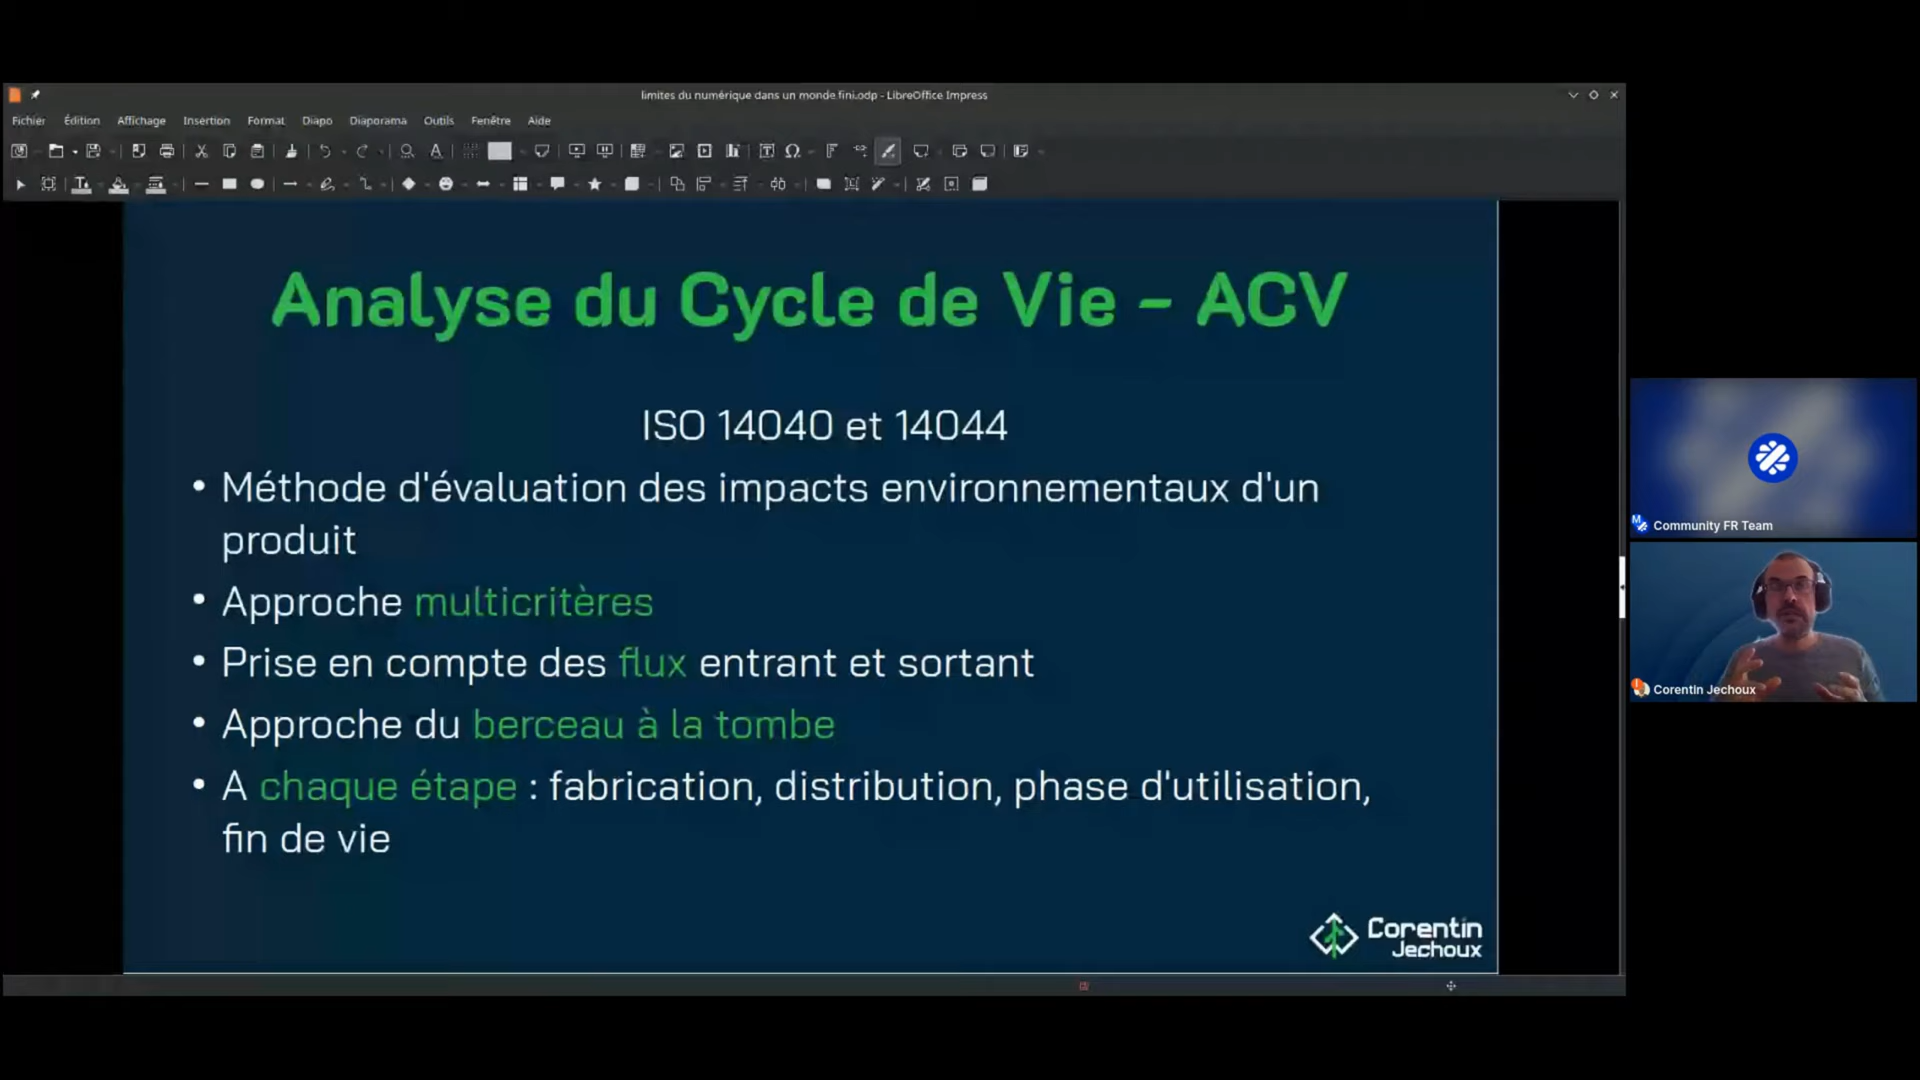 limites du numérique dans un monde fini.odp - LibreOffice Impress
Fichier Édition Affichage Insertion Format Diapo Diaporama Outils Fenêtre Aide
Analyse du Cycle de Vie - ACV
ISO 14040 et 14044
• Méthode d'évaluation des impacts environnementaux d'un
produit
• Approche multicritères
• Prise en compte des flux entrant et sortant
• Approche du berceau à la tombe
• A chaque étape : fabrication, distribution, phase d'utilisation,
fin de vie
Corentin
Jechoux
Community FR Team
Corentin Jechoux